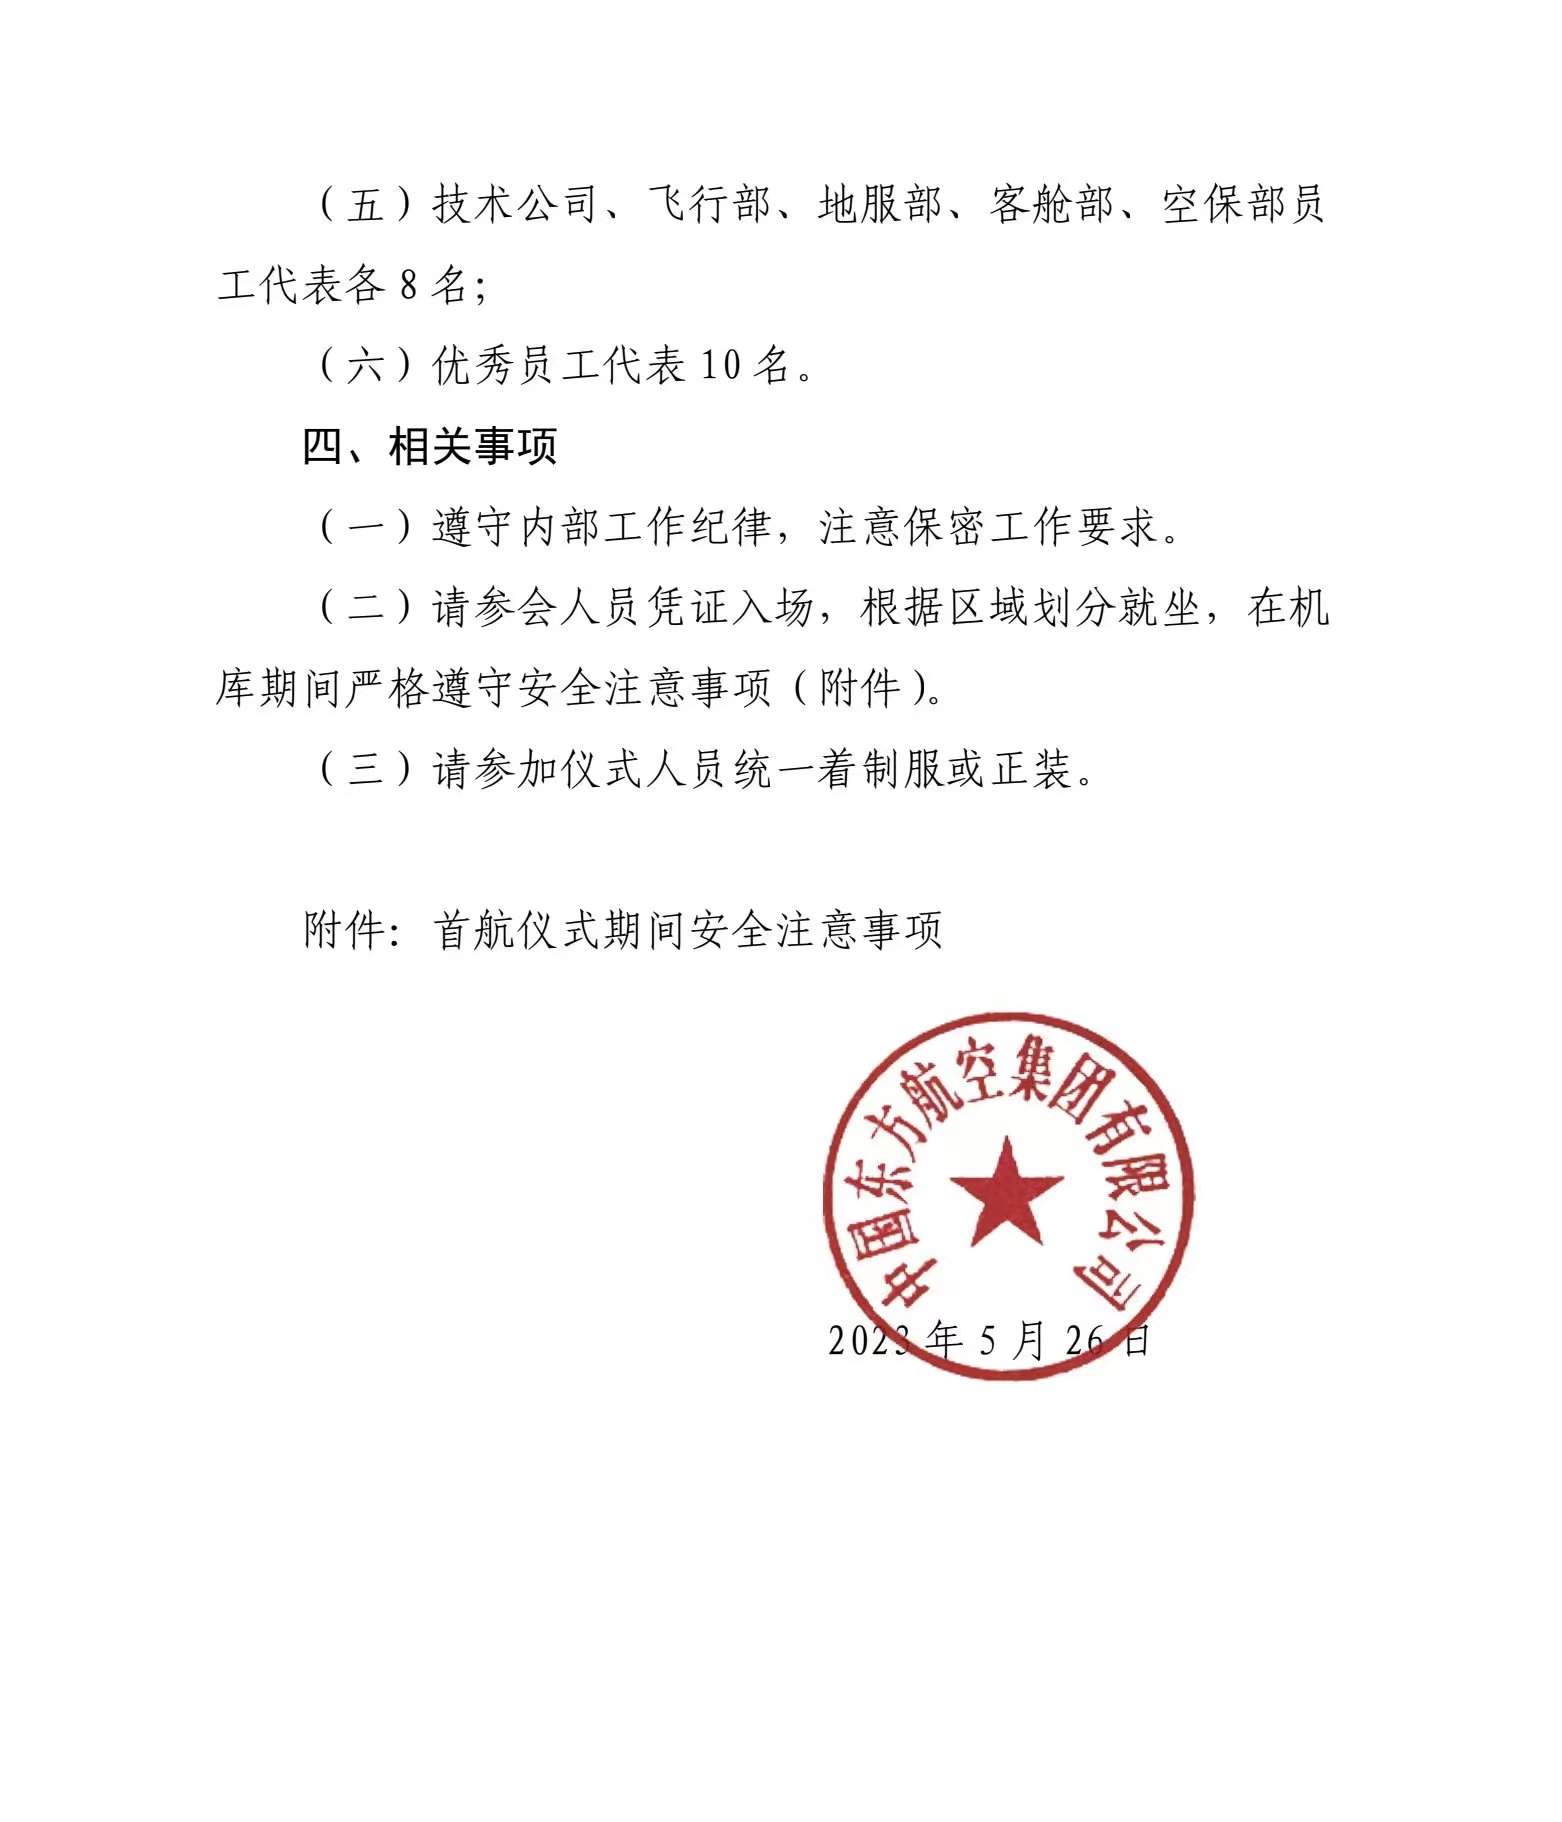 （五）技术公司、飞行部、地服部、客舱部、空保部员
工代表各 8 名；
（六）优秀员工代表 10 名。
四、相关事项
（一）遵守内部工作纪律，注意保密工作要求。
（二）请参会人员凭证入场，根据区域划分就坐，在机
库期间严格遵守安全注意事项（附件）。
（三）请参加仪式人员统一着制服或正装。
附件：首航仪式期间安全注意事项
中国东方航空集团有限公司
2023 年 5 月 26 日